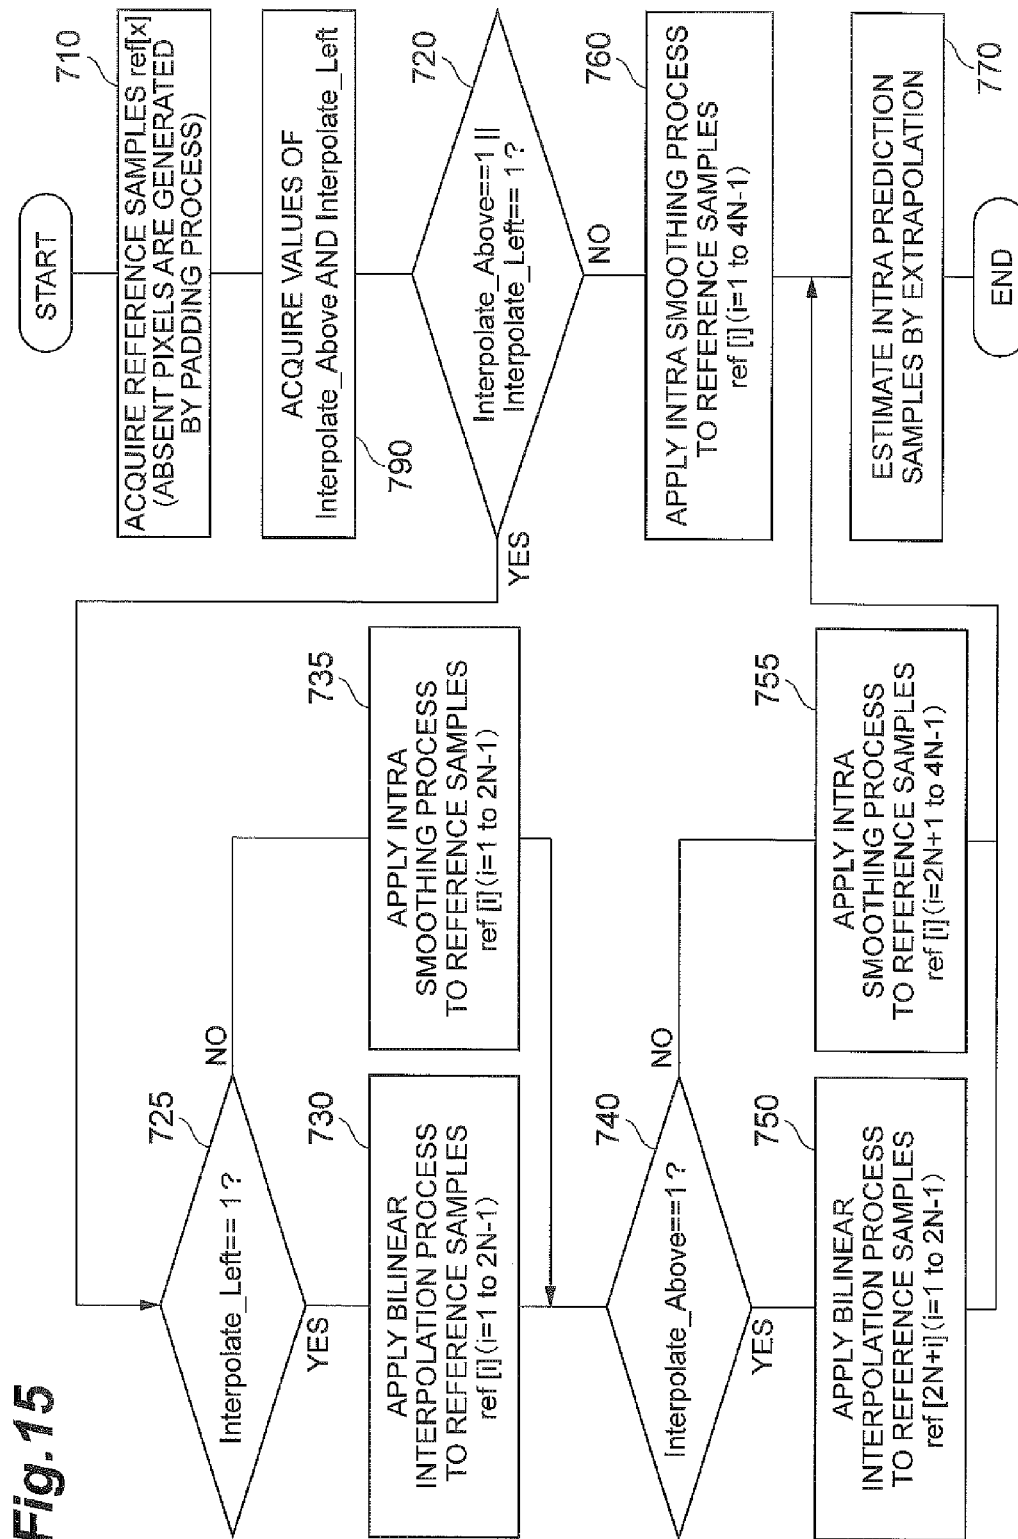 Fig.15
START
710
ACQUIRE REFERENCE SAMPLES ref[x]
(ABSENT PIXELS ARE GENERATED
BY PADDING PROCESS)
ACQUIRE VALUES OF
Interpolate_Above AND Interpolate_Left
790
720
Interpolate_Above==1 ||
Interpolate_Left== 1 ?
YES
NO
725
Interpolate_Left== 1 ?
NO
YES
730
APPLY BILINEAR
INTERPOLATION PROCESS
TO REFERENCE SAMPLES
ref [i](i=1 to 2N-1)
735
APPLY INTRA
SMOOTHING PROCESS
TO REFERENCE SAMPLES
ref [i](i=1 to 2N-1)
740
Interpolate_Above==1 ?
NO
YES
750
APPLY BILINEAR
INTERPOLATION PROCESS
TO REFERENCE SAMPLES
ref [2N+i](i=1 to 2N-1)
755
APPLY INTRA
SMOOTHING PROCESS
TO REFERENCE SAMPLES
ref [i](i=2N+1 to 4N-1)
760
APPLY INTRA SMOOTHING PROCESS
TO REFERENCE SAMPLES
ref [i](i=1 to 4N-1)
ESTIMATE INTRA PREDICTION
SAMPLES BY EXTRAPOLATION
770
END